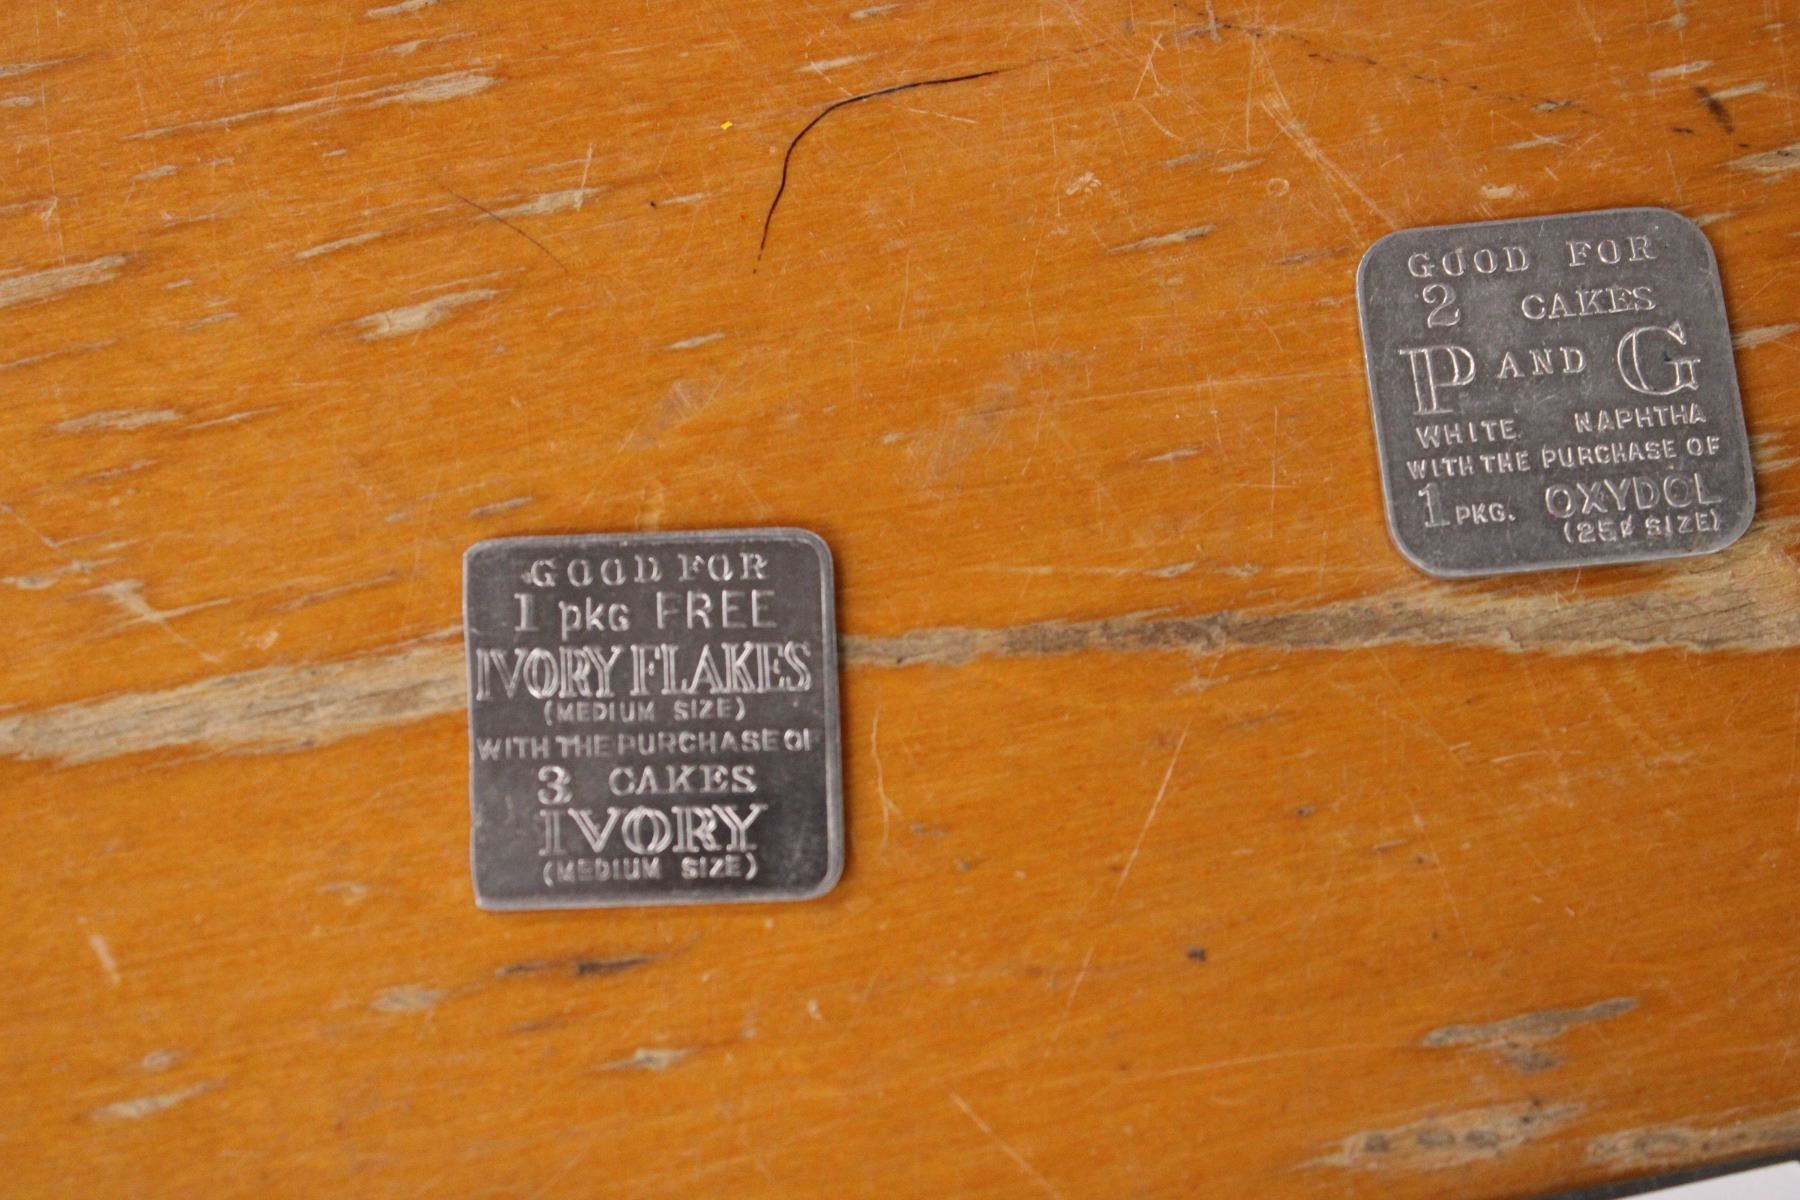 GOOD FOR
1 pkG FREE
IVORY FLAKES
(MEDIUM SIZE)
WITH THE PURCHASE OF
3 CAKES
IVORY
(MEDIUM SIZE)
GOOD FOR
2 CAKES
P AND G
WHITE NAPHTHA
WITH THE PURCHASE OF
1 PKG. OXYDOL
(25¢ SIZE)